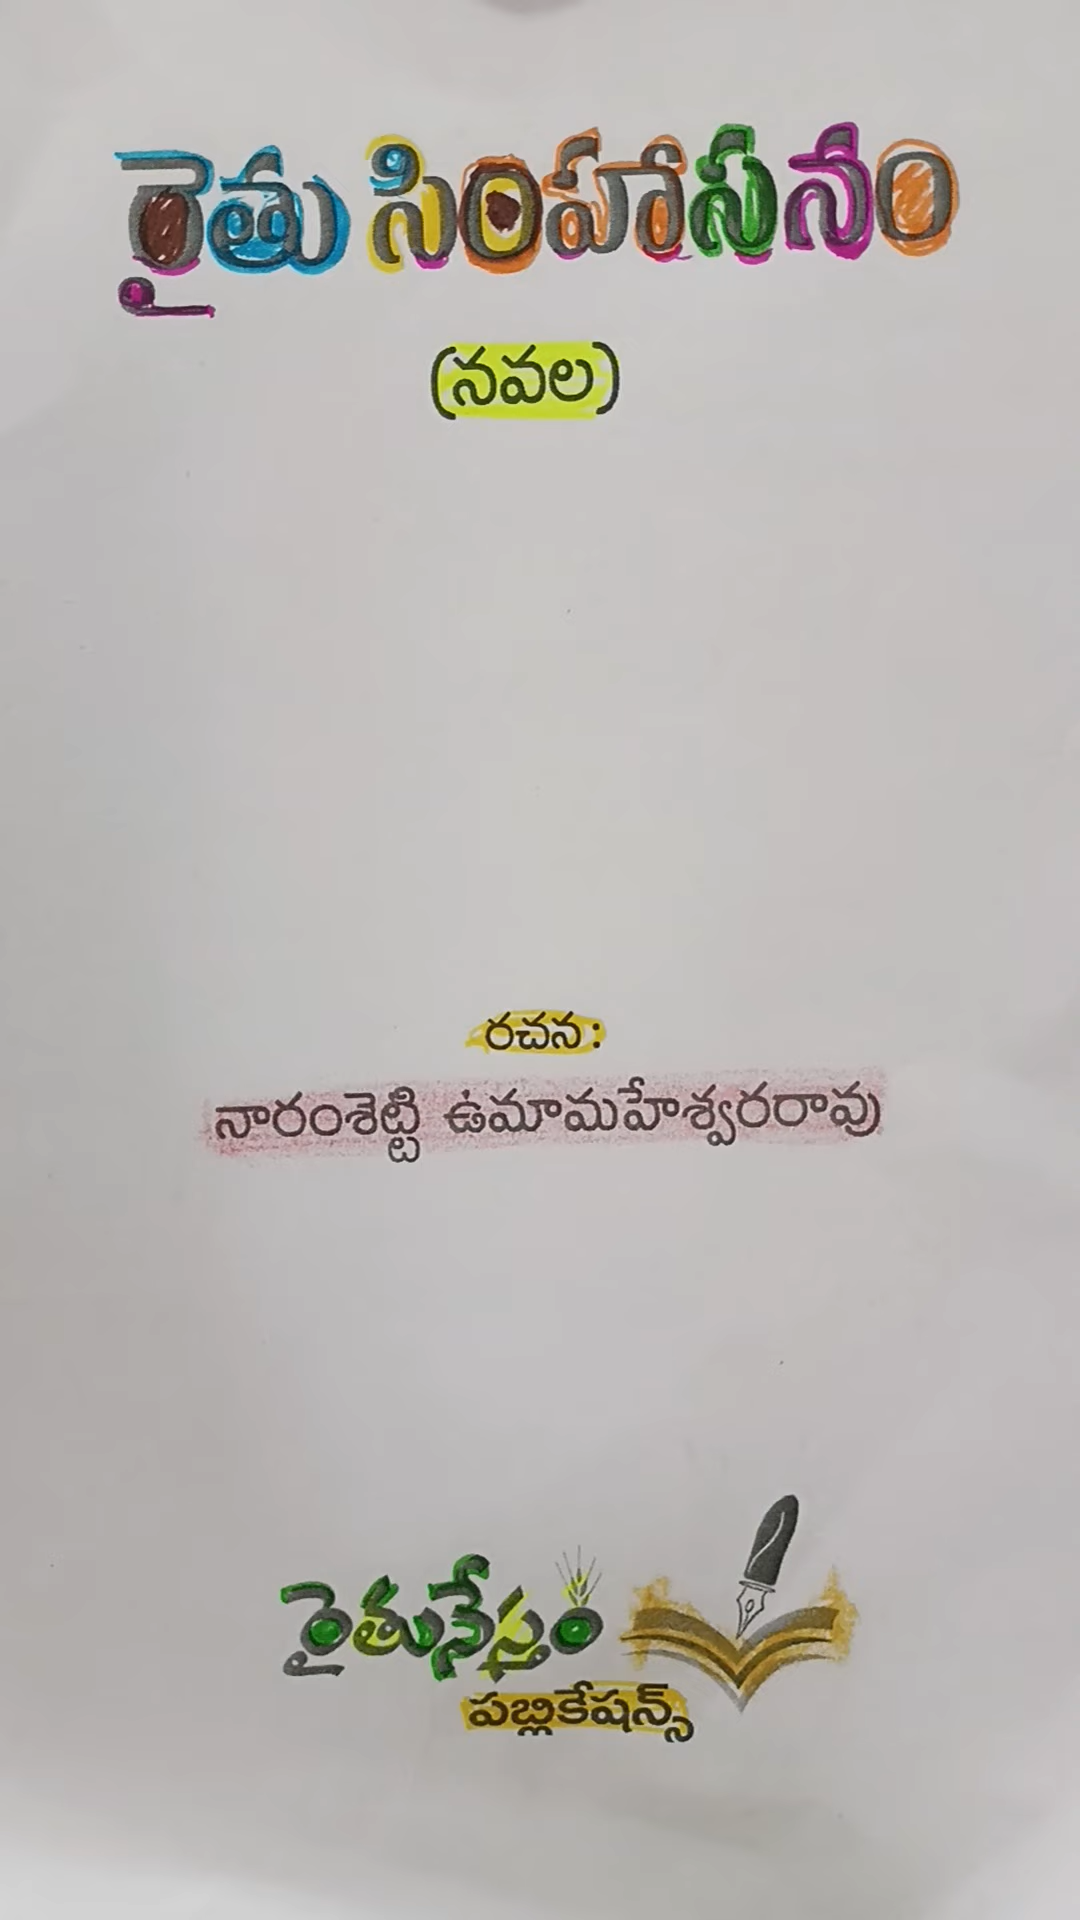 రైతు సింహాసనం
(నవల)
రచన :
నారంశెట్టి ఉమామహేశ్వరరావు
రైతునేస్తం
పబ్లికేషన్స్